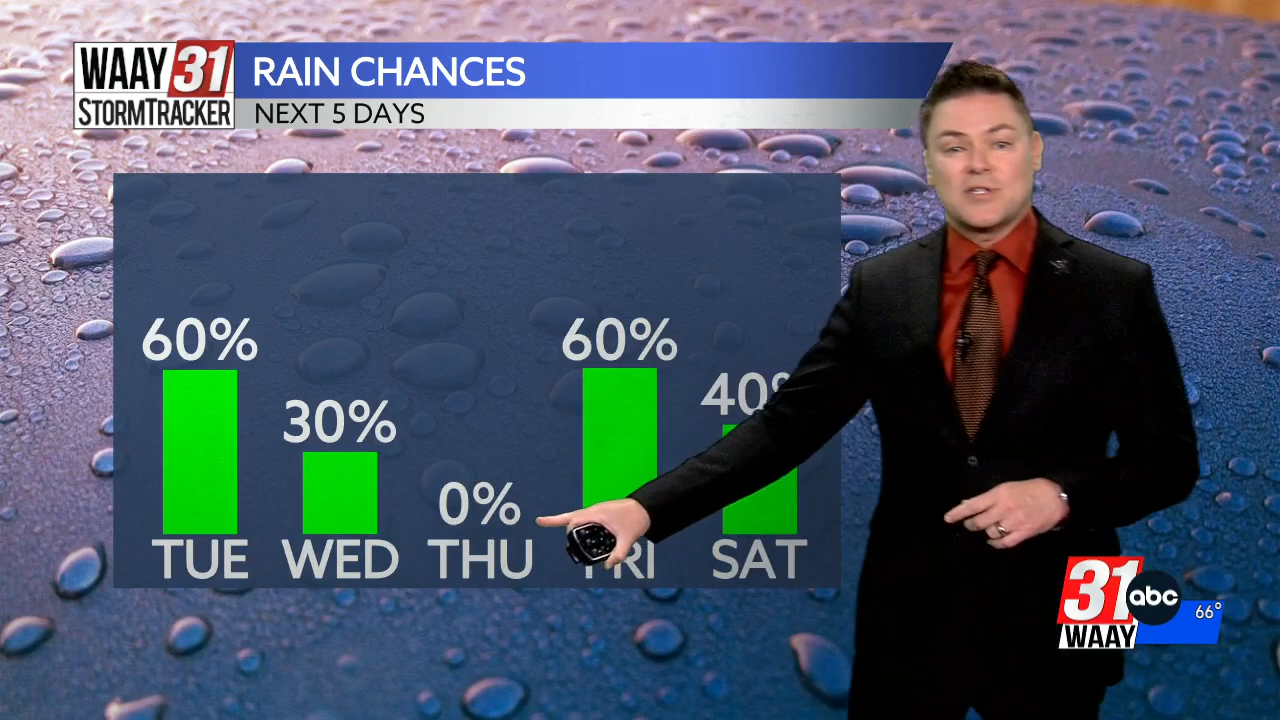 WAAY 31
STORMTRACKER
RAIN CHANCES
NEXT 5 DAYS
60%
30%
0%
60%
TUE
WED
THU
SAT
31
abc
WAAY
66°